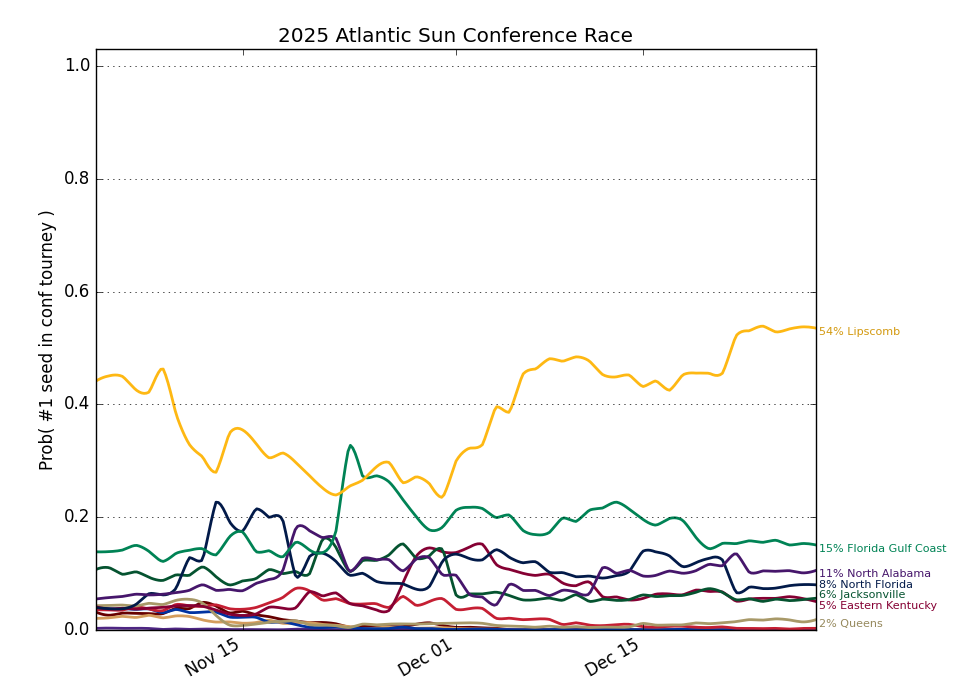 2025 Atlantic Sun Conference Race
Prob( #1 seed in conf tourney )
1.0
0.8
0.6
0.4
0.2
0.0
Nov 15
Dec 01
Dec 15
54% Lipscomb
15% Florida Gulf Coast
11% North Alabama
8% North Florida
6% Jacksonville
5% Eastern Kentucky
2% Queens